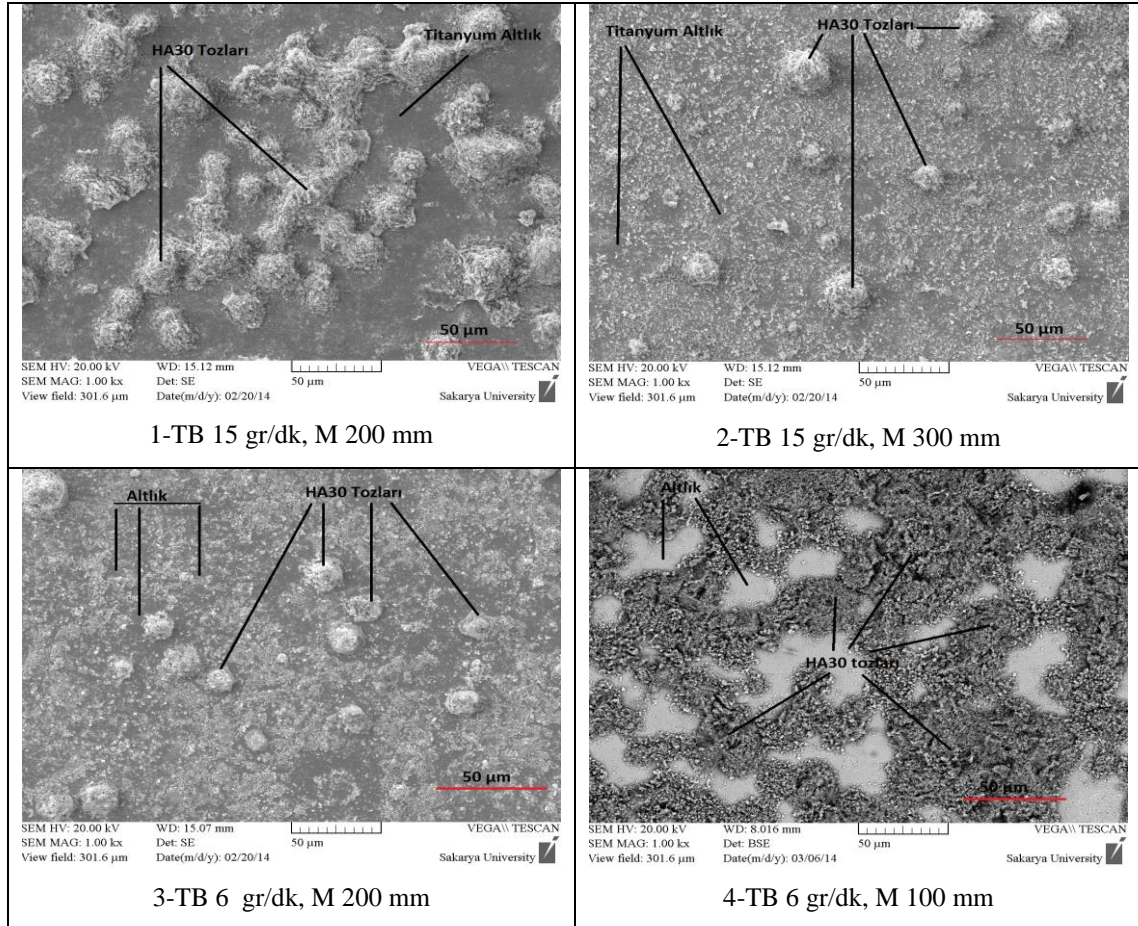 HA30 Tozları
Titanyum Altlık
50 µm
SEM HV: 20.00 kV WD: 15.12 mm VEGA\\ TESCAN
SEM MAG: 1.00 kx Det: SE 50 µm
View field: 301.6 µm Date(m/d/y): 02/20/14 Sakarya University
1-TB 15 gr/dk, M 200 mm
Titanyum Altlık
HA30 Tozları
50 µm
SEM HV: 20.00 kV WD: 15.12 mm VEGA\\ TESCAN
SEM MAG: 1.00 kx Det: SE 50 µm
View field: 301.6 µm Date(m/d/y): 02/20/14 Sakarya University
2-TB 15 gr/dk, M 300 mm
Altlık
HA30 Tozları
50 µm
SEM HV: 20.00 kV WD: 15.07 mm VEGA\\ TESCAN
SEM MAG: 1.00 kx Det: SE 50 µm
View field: 301.6 µm Date(m/d/y): 02/20/14 Sakarya University
3-TB 6 gr/dk, M 200 mm
Altlık
HA30 tozları
50 µm
SEM HV: 20.00 kV WD: 8.016 mm VEGA\\ TESCAN
SEM MAG: 1.00 kx Det: BSE 50 µm
View field: 301.6 µm Date(m/d/y): 03/06/14 Sakarya University
4-TB 6 gr/dk, M 100 mm